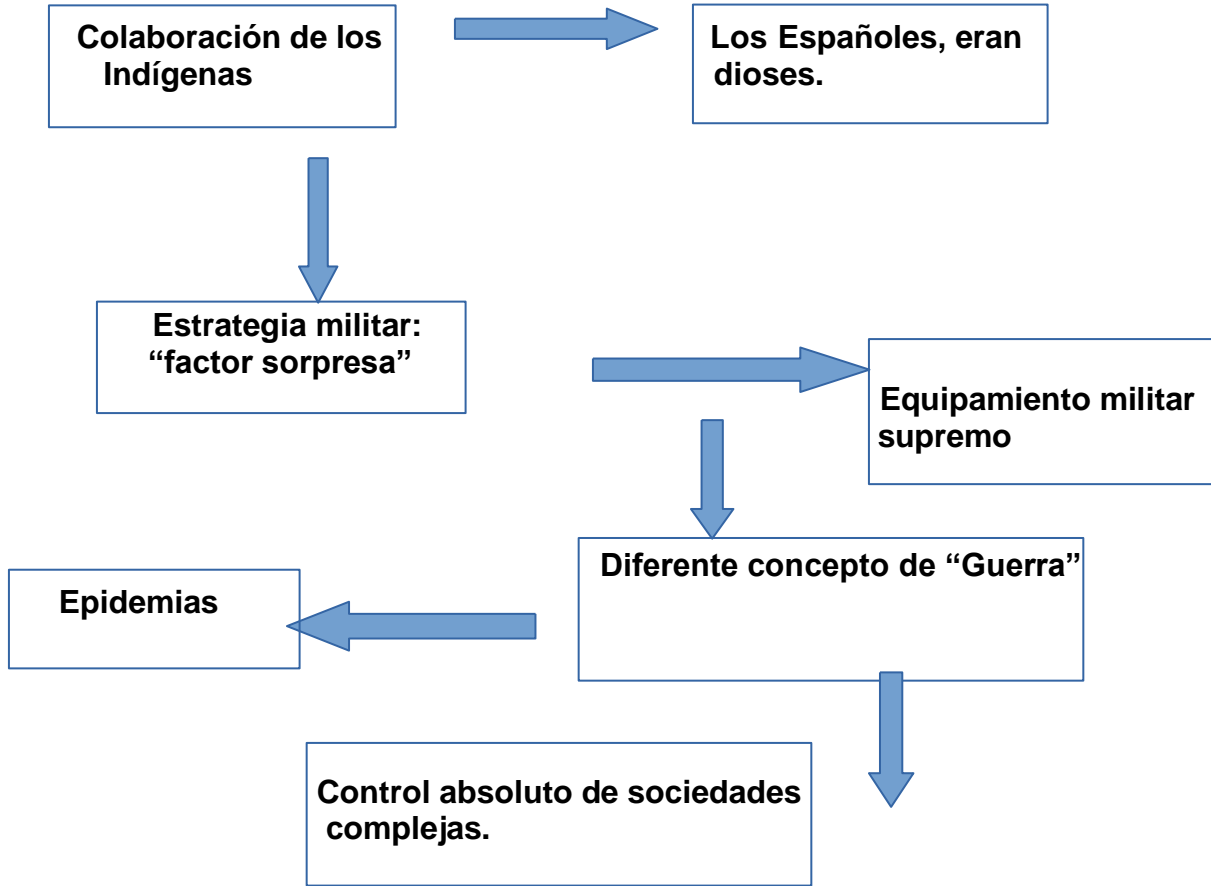 Colaboración de los
Indígenas
Los Españoles, eran
dioses.
Estrategia militar:
“factor sorpresa”
Equipamiento militar
supremo
Diferente concepto de “Guerra”
Epidemias
Control absoluto de sociedades
complejas.